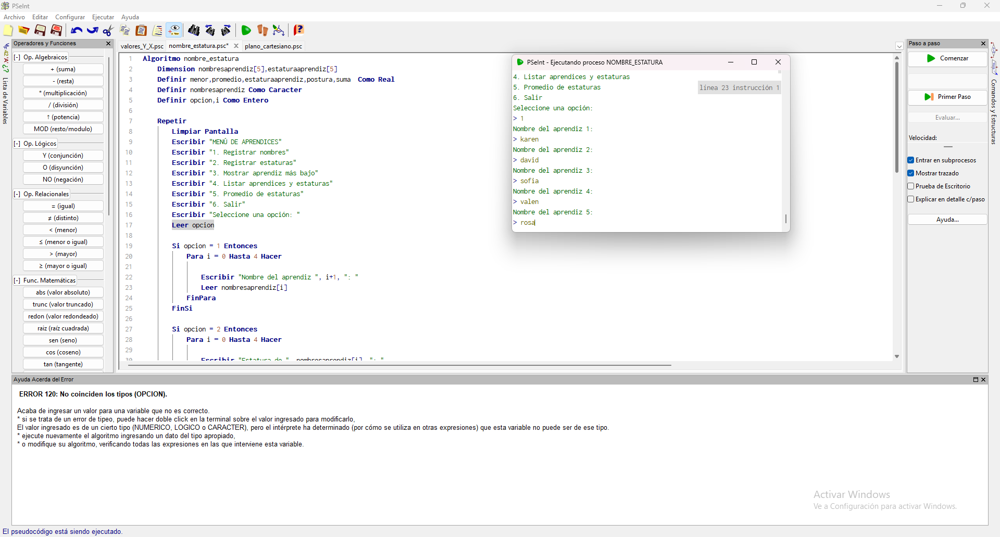 PSeInt
Archivo Editar Configurar Ejecutar Ayuda
Operadores y Funciones
valores_Y_X.psc nombre_estatura.psc* plano_cartesiano.psc
Lista de Variables
[-] Op. Algebraicos
+ (suma)
- (resta)
* (multiplicación)
/ (división)
↑ (potencia)
MOD (resto/modulo)
[-] Op. Lógicos
Y (conjunción)
O (disyunción)
NO (negación)
[-] Op. Relacionales
= (igual)
≠ (distinto)
< (menor)
≤ (menor o igual)
> (mayor)
≥ (mayor o igual)
[-] Func. Matemáticas
abs (valor absoluto)
trunc (valor truncado)
redon (valor redondeado)
raiz (raíz cuadrada)
sen (seno)
cos (coseno)
tan (tangente)
1 Algoritmo nombre_estatura
2 Dimension nombresaprendiz[5],estaturaaprendiz[5]
3 Definir menor,promedio,estaturaaprendiz,postura,suma Como Real
4 Definir nombresaprendiz Como Caracter
5 Definir opcion,i Como Entero
6
7 Repetir
8 Limpiar Pantalla
9 Escribir "MENÚ DE APRENDICES"
10 Escribir "1. Registrar nombres"
11 Escribir "2. Registrar estaturas"
12 Escribir "3. Mostrar aprendiz más bajo"
13 Escribir "4. Listar aprendices y estaturas"
14 Escribir "5. Promedio de estaturas"
15 Escribir "6. Salir"
16 Escribir "Seleccione una opción: "
17 Leer opcion
18
19 Si opcion = 1 Entonces
20 Para i = 0 Hasta 4 Hacer
21
22 Escribir "Nombre del aprendiz ", i+1, ": "
23 Leer nombresaprendiz[i]
24 FinPara
25 FinSi
26
27 Si opcion = 2 Entonces
28 Para i = 0 Hasta 4 Hacer
29
30 Escribir "Estatura de ", nombresaprendiz[i], ": "
PSeInt - Ejecutando proceso NOMBRE_ESTATURA
4. Listar aprendices y estaturas
5. Promedio de estaturas
línea 23 instrucción 1
6. Salir
Seleccione una opción:
> 1
Nombre del aprendiz 1:
> karen
Nombre del aprendiz 2:
> david
Nombre del aprendiz 3:
> sofia
Nombre del aprendiz 4:
> valen
Nombre del aprendiz 5:
> rosa
Paso a paso
Comenzar
Primer Paso
Evaluar...
Velocidad:
Entrar en subprocesos
Mostrar trazado
Prueba de Escritorio
Explicar en detalle c/paso
Ayuda...
Comandos y Estructuras
Ayuda Acerda del Error
ERROR 120: No coinciden los tipos (OPCION).
Acaba de ingresar un valor para una variable que no es correcto.
* si se trata de un error de tipeo, puede hacer doble click en la terminal sobre el valor ingresado para modificarlo,
El valor ingresado es de un cierto tipo (NUMERICO, LOGICO o CARACTER), pero el intérprete ha determinado (por cómo se utiliza en otras expresiones) que esta variable no puede ser de ese tipo.
* ejecute nuevamente el algoritmo ingresando un dato del tipo apropiado,
* o modifique su algoritmo, verificando todas las expresiones en las que interviene esta variable.
Activar Windows
Ve a Configuración para activar Windows.
El pseudocódigo está siendo ejecutado.